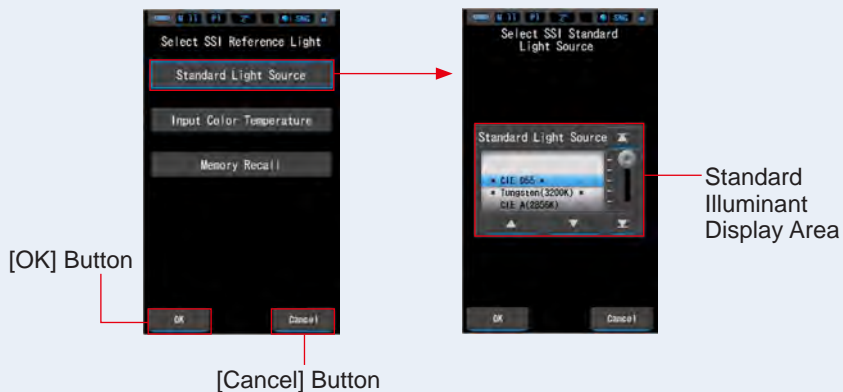 Select SSI Reference Light
Standard Light Source
Input Color Temperature
Memory Recall
OK
Cancel
[OK] Button
[Cancel] Button
Select SSI Standard
Light Source
Standard Light Source
* CIE D55 *
* Tungsten(3200K) *
CIE A(2856K)
OK
Cancel
Standard
Illuminant
Display Area